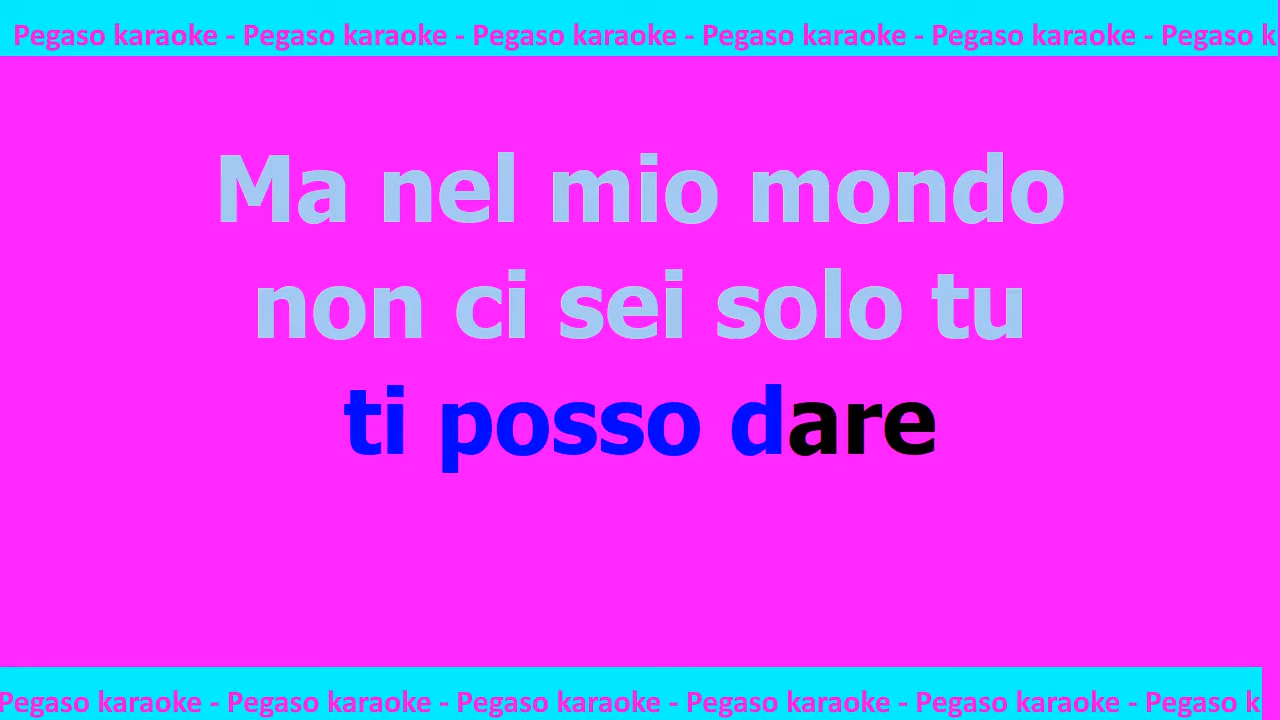 Pegaso karaoke - Pegaso karaoke - Pegaso karaoke - Pegaso karaoke - Pegaso karaoke - Pegaso k
Ma nel mio mondo
non ci sei solo tu
ti posso dare
Pegaso karaoke - Pegaso karaoke - Pegaso karaoke - Pegaso karaoke - Pegaso karaoke - Pegaso k